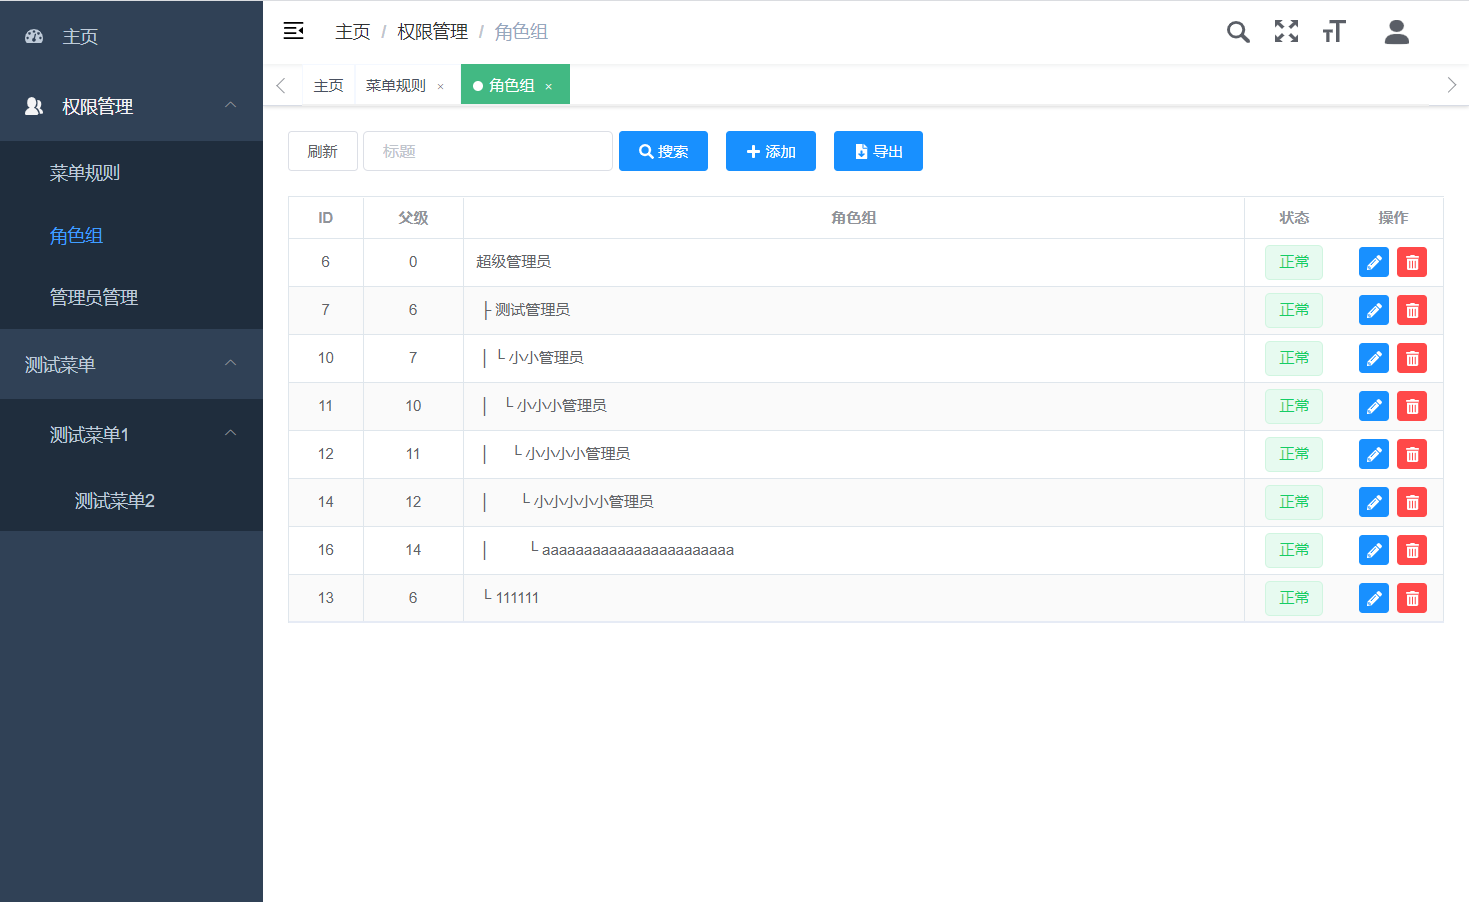 主页
权限管理
菜单规则
角色组
管理员管理
测试菜单
测试菜单1
测试菜单2
主页 / 权限管理 / 角色组
主页 菜单规则 × 角色组 ×
刷新 标题 搜索 添加 导出
ID 父级 角色组 状态 操作
6 0 超级管理员 正常
7 6 ├ 测试管理员 正常
10 7 │ └ 小小管理员 正常
11 10 │ └ 小小小管理员 正常
12 11 │ └ 小小小小管理员 正常
14 12 │ └ 小小小小小管理员 正常
16 14 │ └ aaaaaaaaaaaaaaaaaaaaaaa 正常
13 6 └ 111111 正常